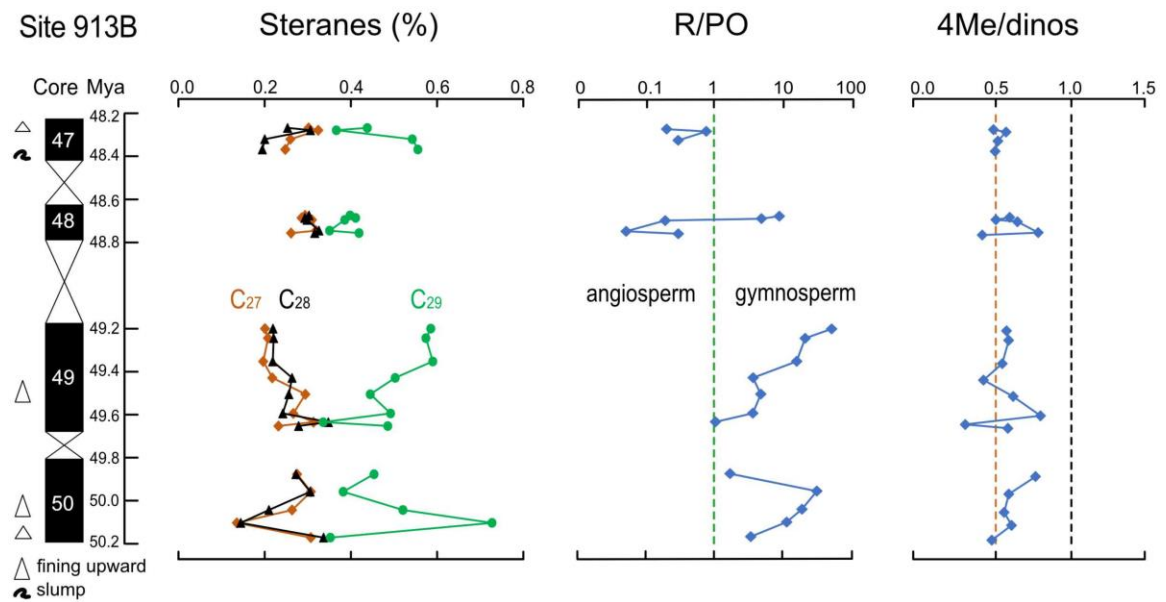 Site 913B Steranes (%) R/PO 4Me/dinos
Core Mya 0.0 0.2 0.4 0.6 0.8 0 0.1 1 10 100 0.0 0.5 1.0 1.5
48.2
47
48.4
48.6
48
48.8
C27 C28 C29 angiosperm gymnosperm
49.2
49.4
49
49.6
49.8
50 50.0
50.2
fining upward
slump